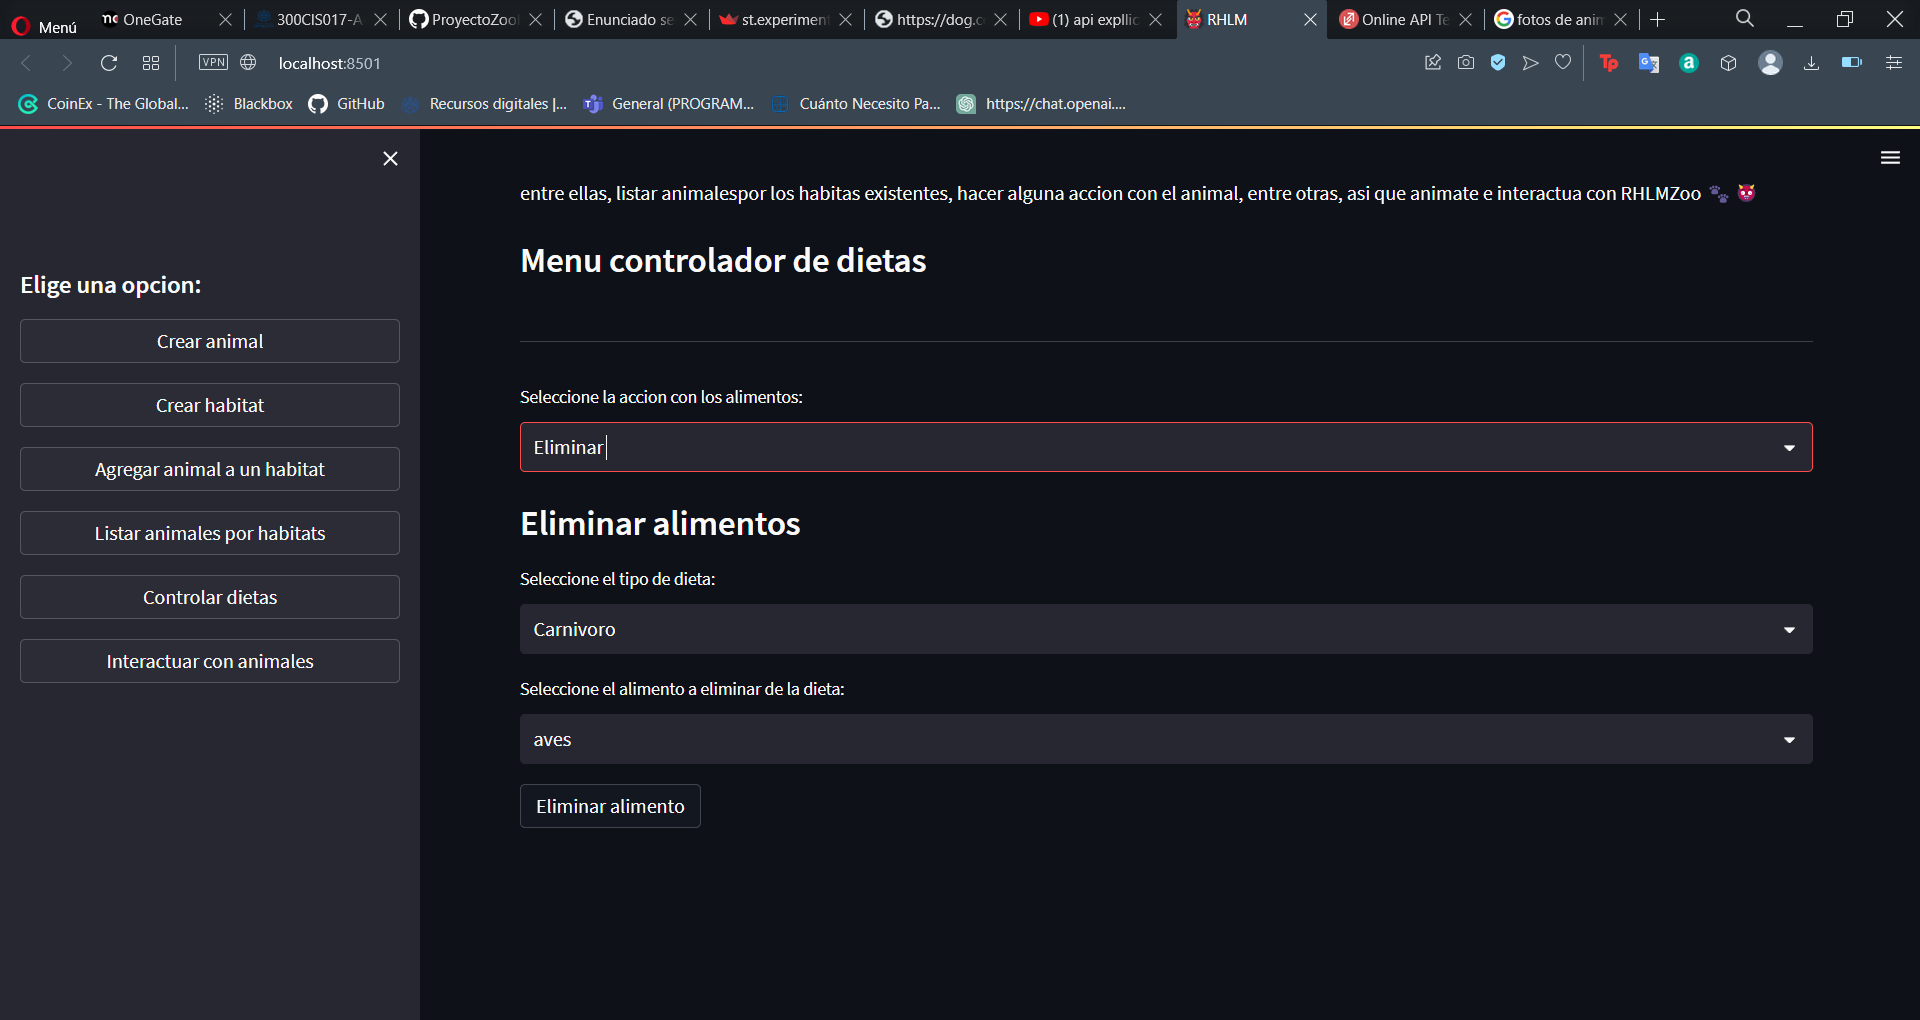 Menú
OneGate
300CIS017-A
ProyectoZoo
Enunciado se
st.experiment
https://dog.c
(1) api expllic
RHLM
Online API Te
fotos de anim
VPN
localhost:8501
CoinEx - The Global...
Blackbox
GitHub
Recursos digitales |...
General (PROGRAM...
Cuánto Necesito Pa...
https://chat.openai....
entre ellas, listar animalespor los habitas existentes, hacer alguna accion con el animal, entre otras, asi que animate e interactua con RHLMZoo 🐾 👿
Elige una opcion:
Crear animal
Crear habitat
Agregar animal a un habitat
Listar animales por habitats
Controlar dietas
Interactuar con animales
Menu controlador de dietas
Seleccione la accion con los alimentos:
Eliminar
Eliminar alimentos
Seleccione el tipo de dieta:
Carnivoro
Seleccione el alimento a eliminar de la dieta:
aves
Eliminar alimento